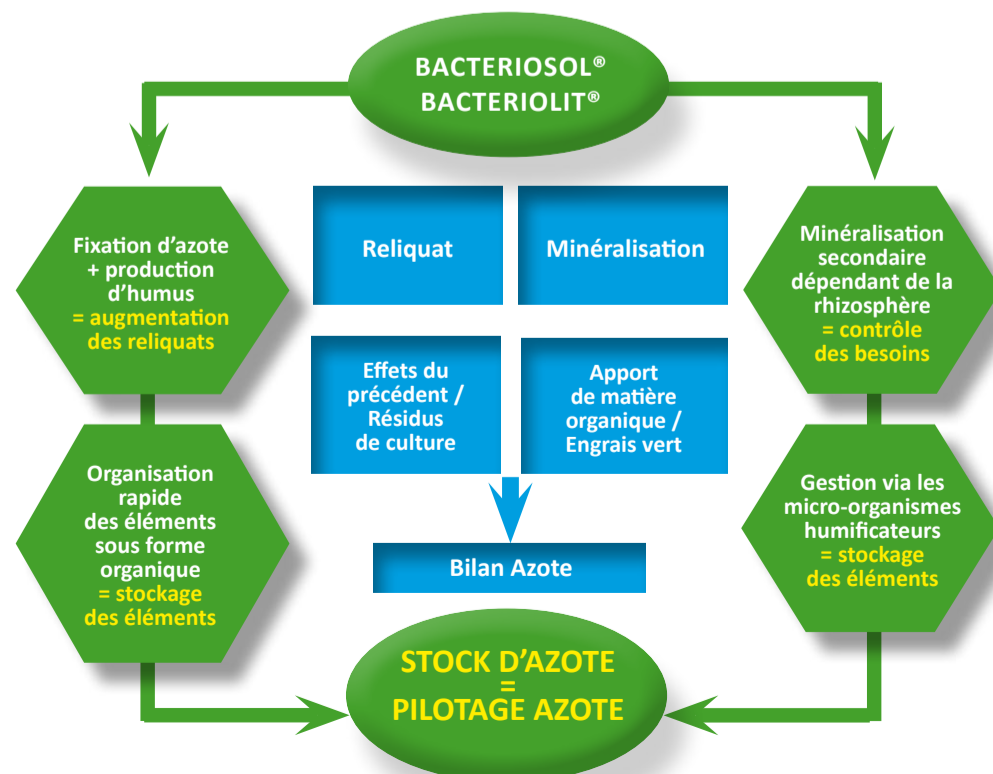 BACTERIOSOL®
BACTERIOLIT®
Fixation d’azote
+ production
d’humus
= augmentation
des reliquats
Reliquat
Minéralisation
Minéralisation
secondaire
dépendant de la
rhizosphère
= contrôle
des besoins
Effets du
précédent /
Résidus
de culture
Apport
de matière
organique /
Engrais vert
Organisation
rapide
des éléments
sous forme
organique
= stockage
des éléments
Gestion via les
micro-organismes
humificateurs
= stockage
des éléments
Bilan Azote
STOCK D’AZOTE
=
PILOTAGE AZOTE